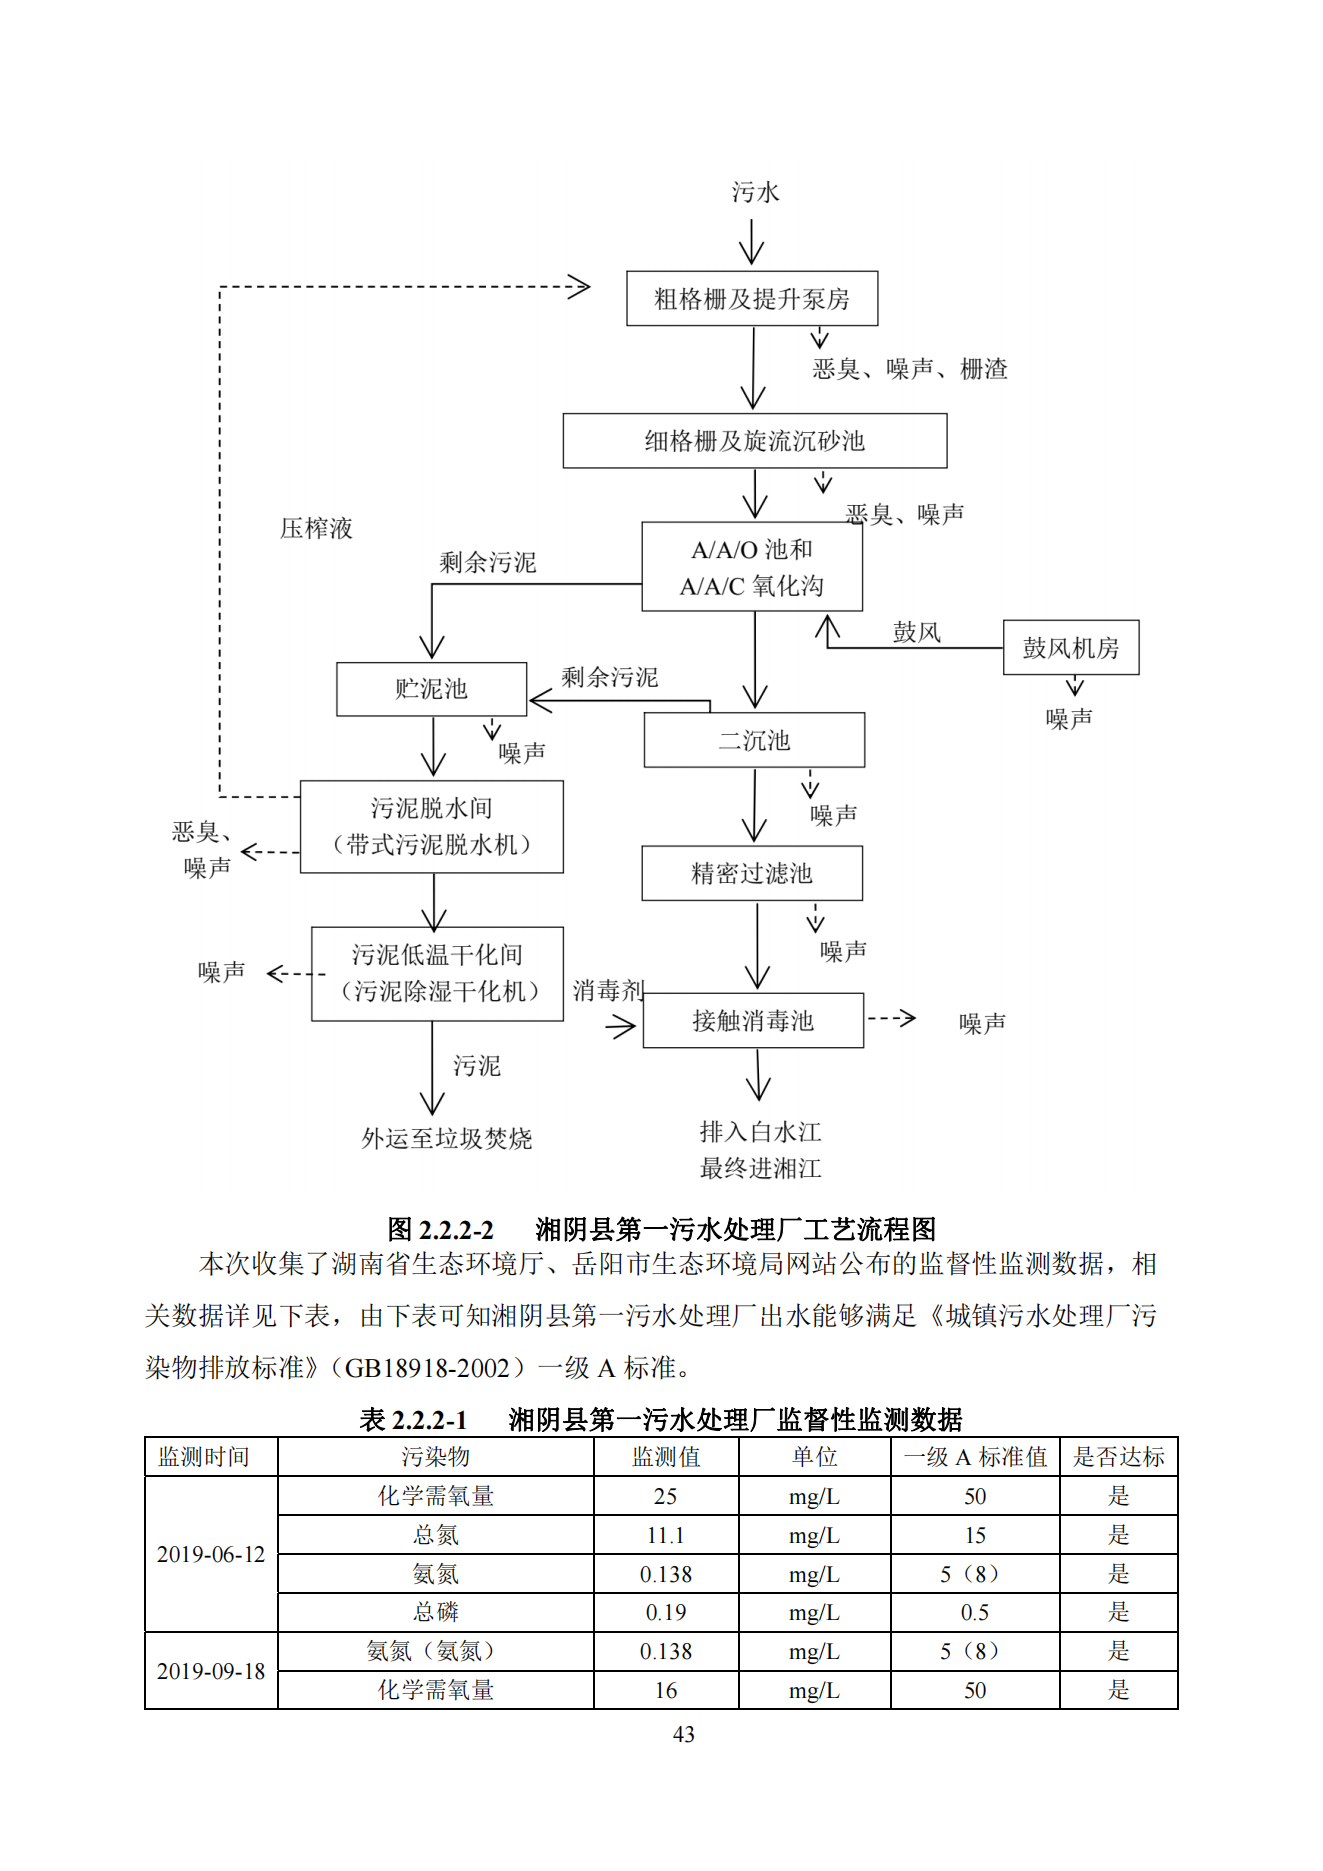 污水
粗格栅及提升泵房
恶臭、噪声、栅渣
细格栅及旋流沉砂池
恶臭、噪声
压榨液
A/A/O 池和
A/A/C 氧化沟
剩余污泥
鼓风
鼓风机房
噪声
贮泥池
剩余污泥
噪声
二沉池
噪声
污泥脱水间
（带式污泥脱水机）
恶臭、
噪声
精密过滤池
噪声
污泥低温干化间
（污泥除湿干化机）
噪声
消毒剂
接触消毒池
噪声
污泥
外运至垃圾焚烧
排入白水江
最终进湘江
图 2.2.2-2 湘阴县第一污水处理厂工艺流程图
本次收集了湖南省生态环境厅、岳阳市生态环境局网站公布的监督性监测数据，相
关数据详见下表，由下表可知湘阴县第一污水处理厂出水能够满足《城镇污水处理厂污
染物排放标准》（GB18918-2002）一级 A 标准。
表 2.2.2-1 湘阴县第一污水处理厂监督性监测数据
监测时间 污染物 监测值 单位 一级 A 标准值 是否达标
2019-06-12 化学需氧量 25 mg/L 50 是
总氮 11.1 mg/L 15 是
氨氮 0.138 mg/L 5（8） 是
总磷 0.19 mg/L 0.5 是
2019-09-18 氨氮（氨氮） 0.138 mg/L 5（8） 是
化学需氧量 16 mg/L 50 是
43